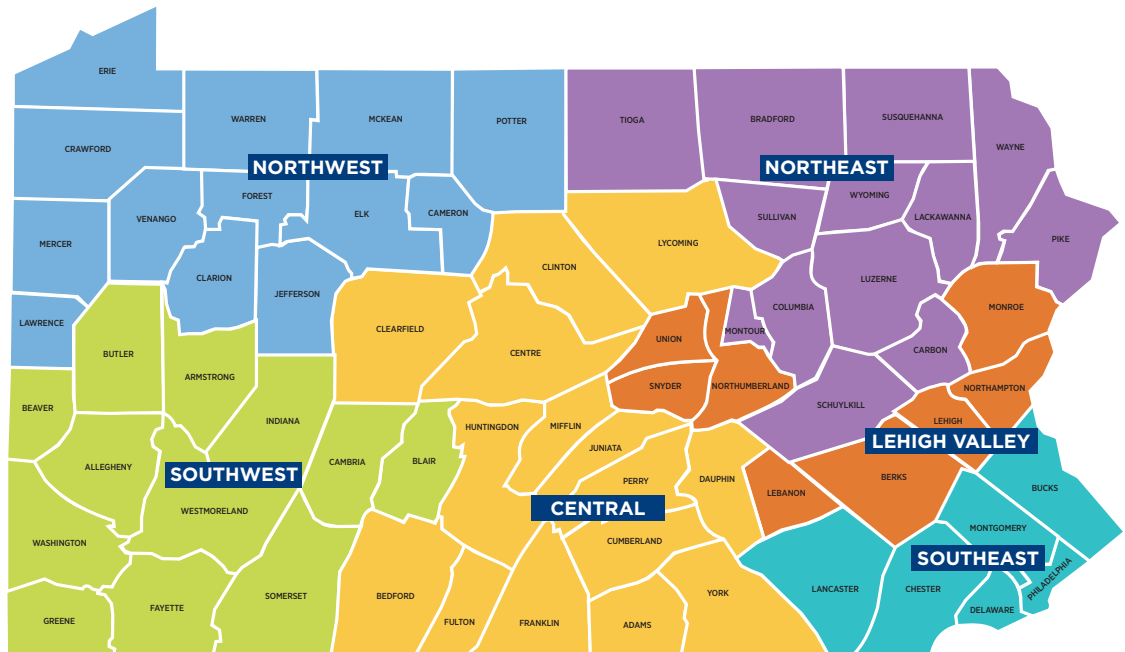 ERIE
WARREN
MCKEAN
POTTER
TIOGA
BRADFORD
SUSQUEHANNA
WAYNE
CRAWFORD
NORTHWEST
NORTHEAST
FOREST
VENANGO
ELK
CAMERON
SULLIVAN
WYOMING
LACKAWANNA
PIKE
MERCER
LYCOMING
CLARION
CLINTON
LUZERNE
JEFFERSON
COLUMBIA
MONROE
LAWRENCE
CLEARFIELD
MONTOUR
UNION
BUTLER
CENTRE
CARBON
ARMSTRONG
SNYDER
NORTHUMBERLAND
NORTHAMPTON
BEAVER
SCHUYLKILL
INDIANA
HUNTINGDON
MIFFLIN
LEHIGH
LEHIGH VALLEY
JUNIATA
ALLEGHENY
SOUTHWEST
CAMBRIA
BLAIR
PERRY
DAUPHIN
BERKS
LEBANON
BUCKS
WESTMORELAND
CENTRAL
MONTGOMERY
WASHINGTON
CUMBERLAND
SOUTHEAST
PHILADELPHIA
SOMERSET
BEDFORD
YORK
LANCASTER
CHESTER
FAYETTE
GREENE
FULTON
FRANKLIN
ADAMS
DELAWARE